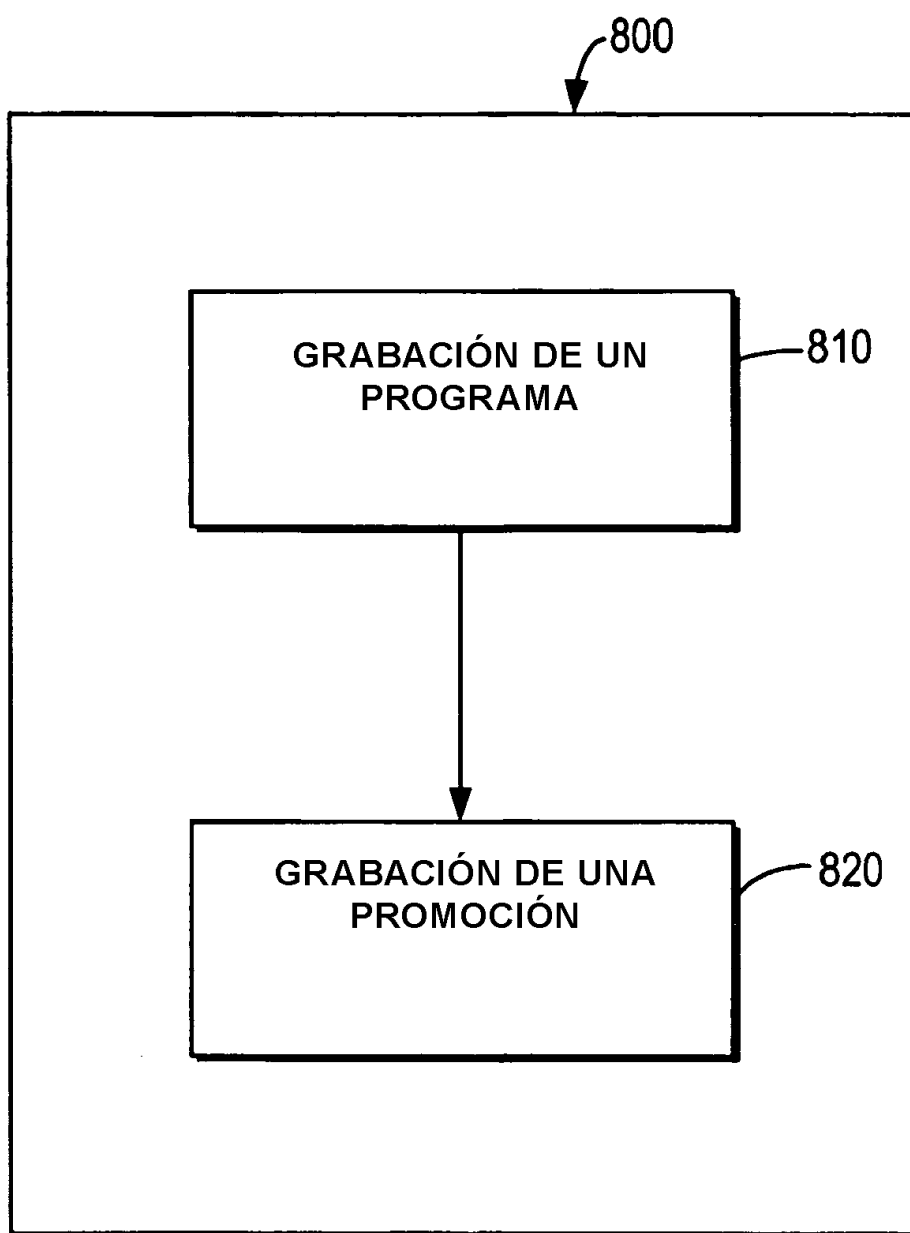 800
GRABACIÓN DE UN
PROGRAMA
810
GRABACIÓN DE UNA
PROMOCIÓN
820